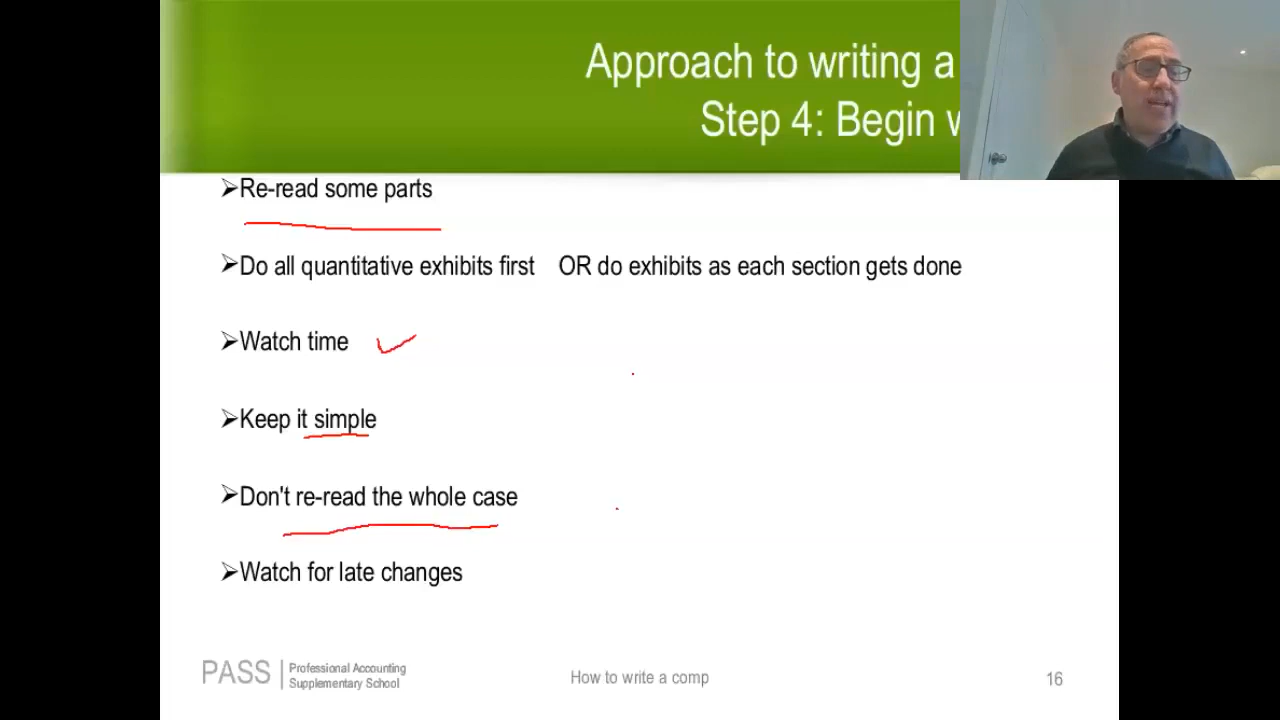 Approach to writing a
Step 4: Begin
➢Re-read some parts
➢Do all quantitative exhibits first OR do exhibits as each section gets done
➢Watch time
➢Keep it simple
➢Don't re-read the whole case
➢Watch for late changes
PASS Professional Accounting
Supplementary School
How to write a comp
16